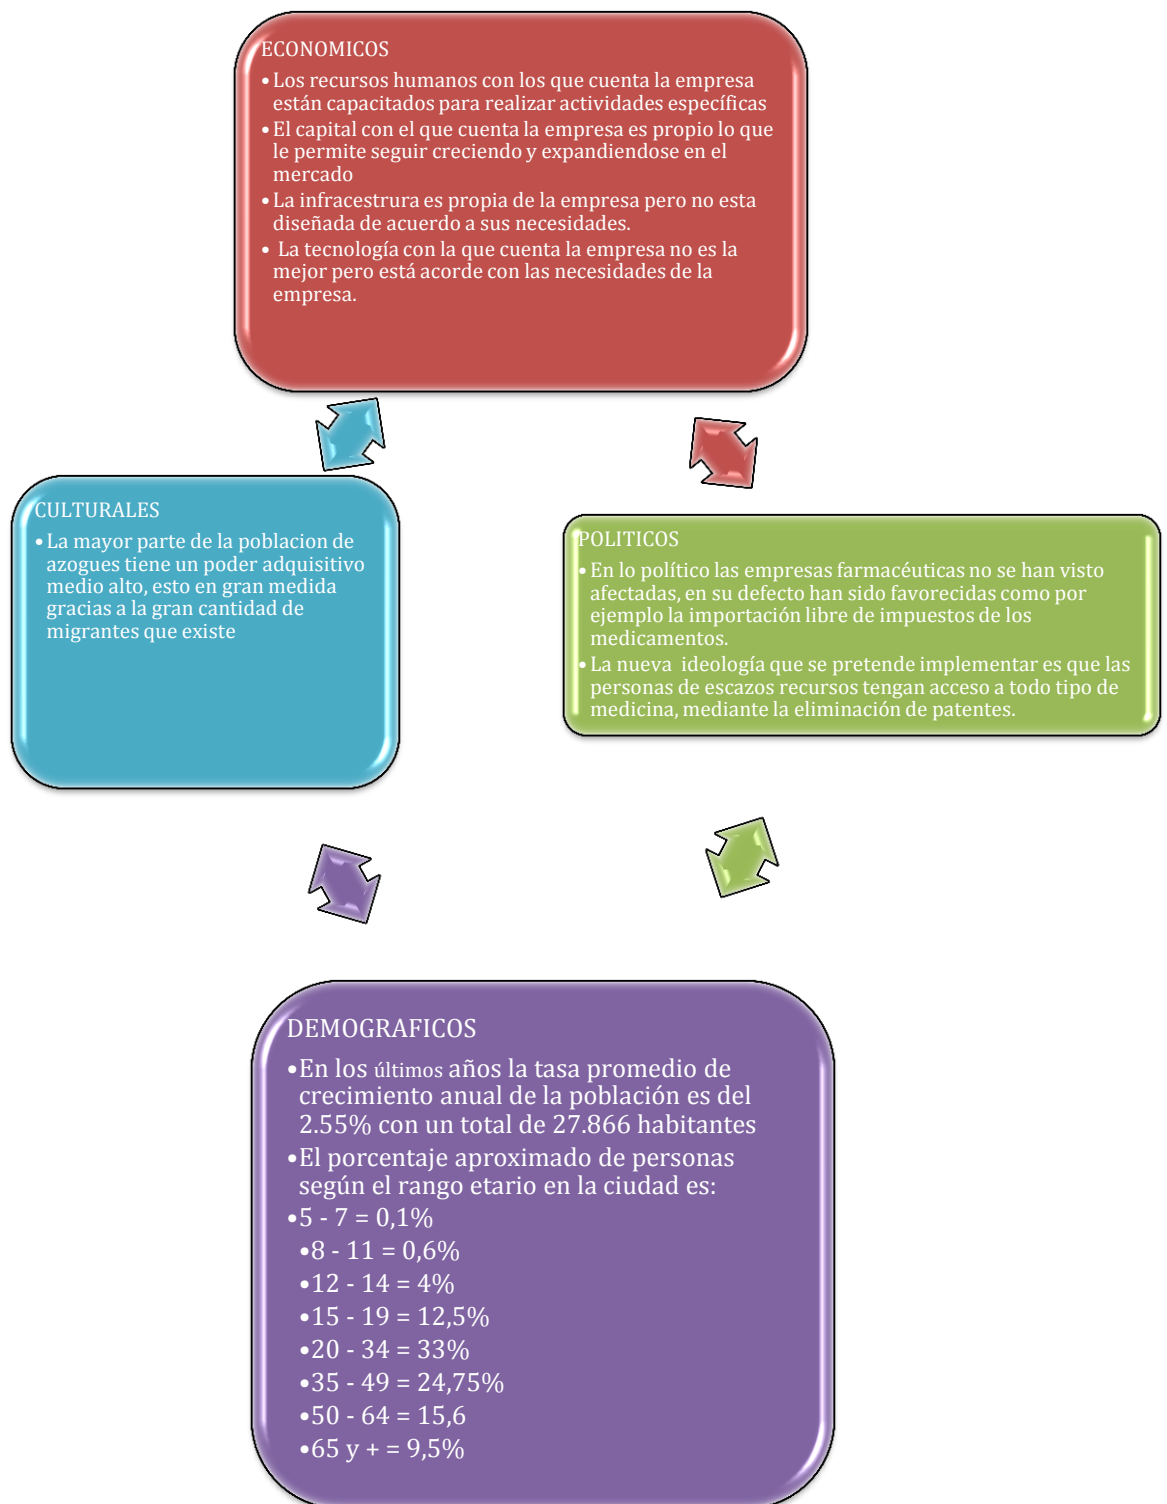 ECONOMICOS
•Los recursos humanos con los que cuenta la empresa
están capacitados para realizar actividades específicas
•El capital con el que cuenta la empresa es propio lo que
le permite seguir creciendo y expandiendose en el
mercado
•La infracestrura es propia de la empresa pero no esta
diseñada de acuerdo a sus necesidades.
• La tecnología con la que cuenta la empresa no es la
mejor pero está acorde con las necesidades de la
empresa.
CULTURALES
•La mayor parte de la poblacion de
azogues tiene un poder adquisitivo
medio alto, esto en gran medida
gracias a la gran cantidad de
migrantes que existe
POLITICOS
•En lo político las empresas farmacéuticas no se han visto
afectadas, en su defecto han sido favorecidas como por
ejemplo la importación libre de impuestos de los
medicamentos.
•La nueva ideología que se pretende implementar es que las
personas de escazos recursos tengan acceso a todo tipo de
medicina, mediante la eliminación de patentes.
DEMOGRAFICOS
•En los últimos años la tasa promedio de
crecimiento anual de la población es del
2.55% con un total de 27.866 habitantes
•El porcentaje aproximado de personas
según el rango etario en la ciudad es:
•5 - 7 = 0,1%
•8 - 11 = 0,6%
•12 - 14 = 4%
•15 - 19 = 12,5%
•20 - 34 = 33%
•35 - 49 = 24,75%
•50 - 64 = 15,6
•65 y + = 9,5%